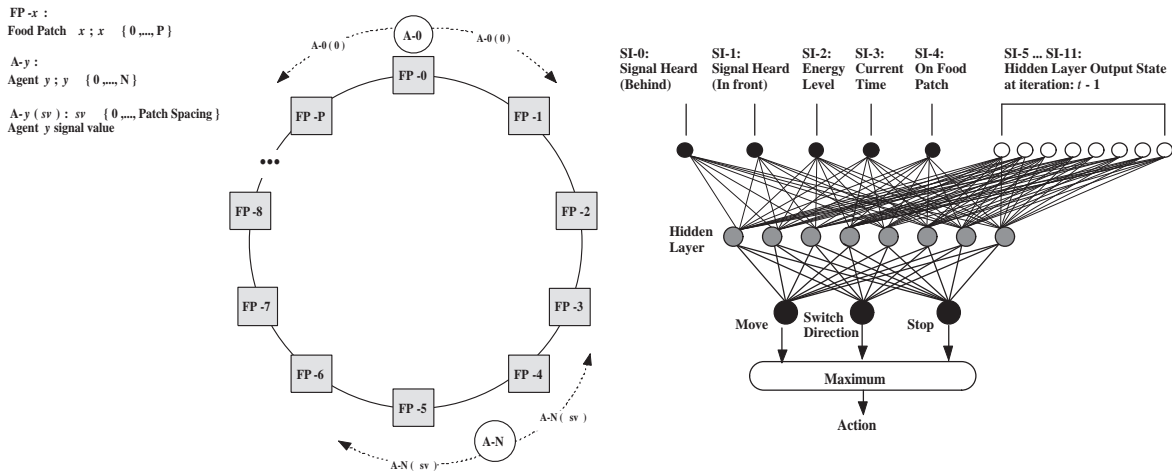 FP -x :
Food Patch x ; x { 0 ,..., P }
A- y :
Agent y ; y { 0 ,..., N }
A- y ( sv ) : sv { 0 ,..., Patch Spacing }
Agent y signal value
A-0
A-0 ( 0 )
A-0 ( 0 )
FP -0
FP -P
FP -1
•••
FP -8
FP -2
FP -7
FP -3
FP -6
FP -4
FP -5
A-N
A-N ( sv )
A-N ( sv )
SI-0:
Signal Heard
(Behind)
SI-1:
Signal Heard
(In front)
SI-2:
Energy
Level
SI-3:
Current
Time
SI-4:
On Food
Patch
SI-5 ... SI-11:
Hidden Layer Output State
at iteration: t - 1
Hidden
Layer
Move
Switch
Direction
Stop
Maximum
Action